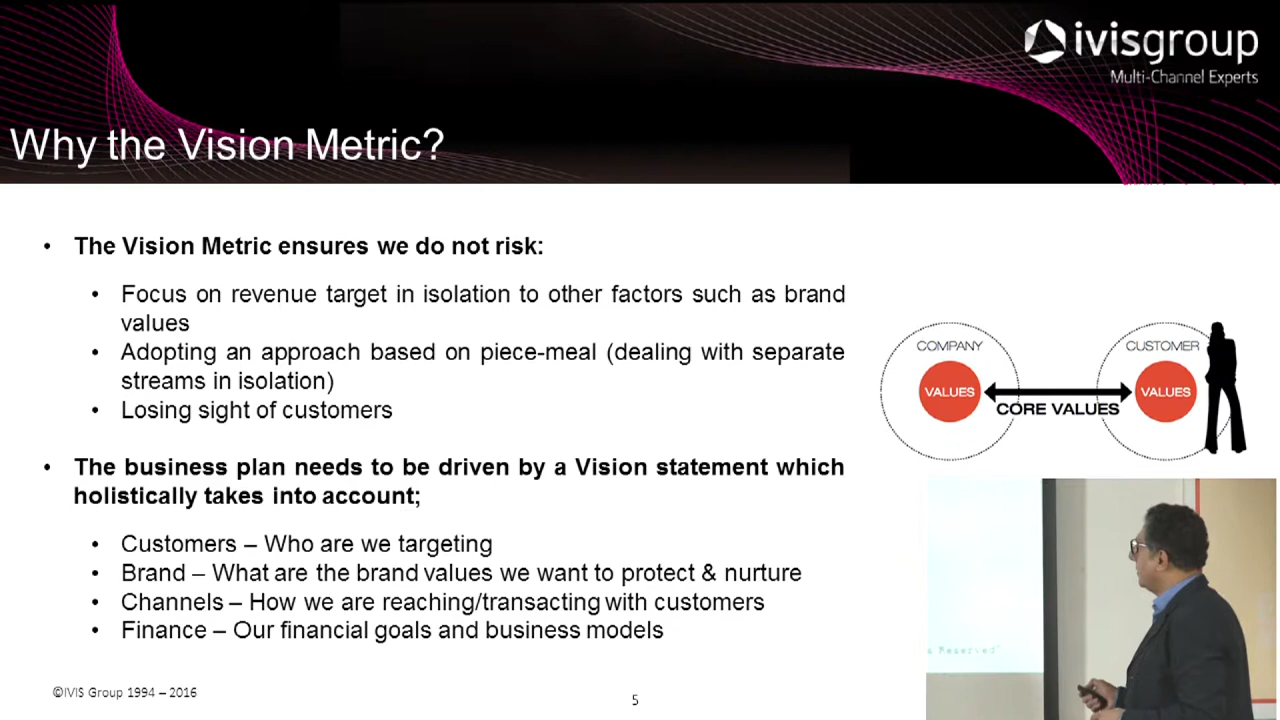 ivisgroup
Multi-Channel Experts
Why the Vision Metric?
• The Vision Metric ensures we do not risk:
• Focus on revenue target in isolation to other factors such as brand
values
• Adopting an approach based on piece-meal (dealing with separate
streams in isolation)
• Losing sight of customers
• The business plan needs to be driven by a Vision statement which
holistically takes into account;
• Customers – Who are we targeting
• Brand – What are the brand values we want to protect & nurture
• Channels – How we are reaching/transacting with customers
• Finance – Our financial goals and business models
COMPANY
VALUES
CORE VALUES
CUSTOMER
VALUES
Reserved"
©IVIS Group 1994 – 2016
5